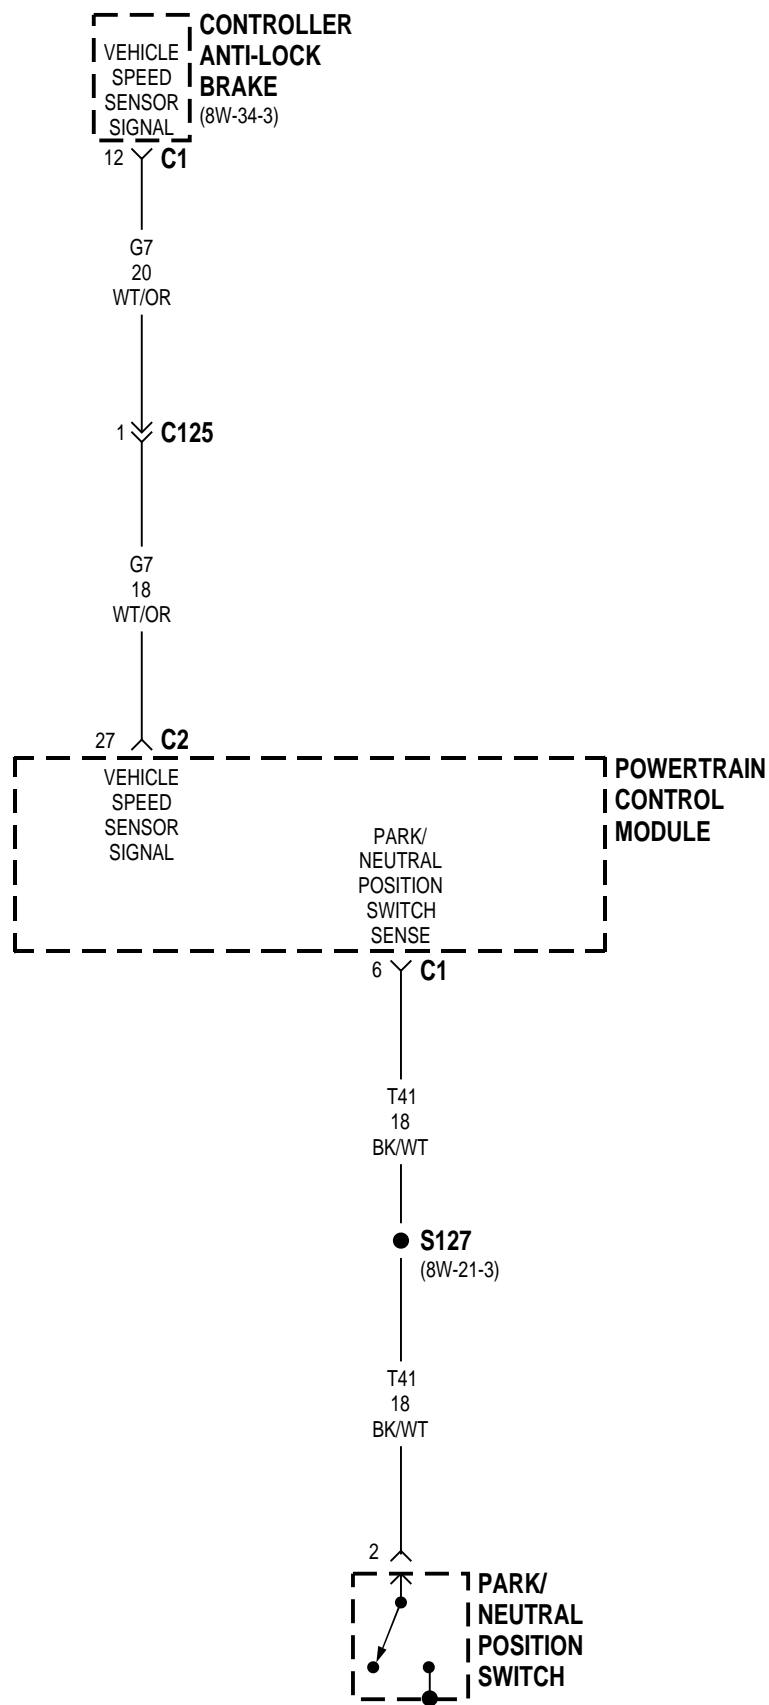 CONTROLLER
ANTI-LOCK
BRAKE
(8W-34-3)
VEHICLE
SPEED
SENSOR
SIGNAL
12 C1
G7
20
WT/OR
1 C125
G7
18
WT/OR
27 C2
POWERTRAIN
CONTROL
MODULE
VEHICLE
SPEED
SENSOR
SIGNAL
PARK/
NEUTRAL
POSITION
SWITCH
SENSE
6 C1
T41
18
BK/WT
S127
(8W-21-3)
T41
18
BK/WT
2
PARK/
NEUTRAL
POSITION
SWITCH